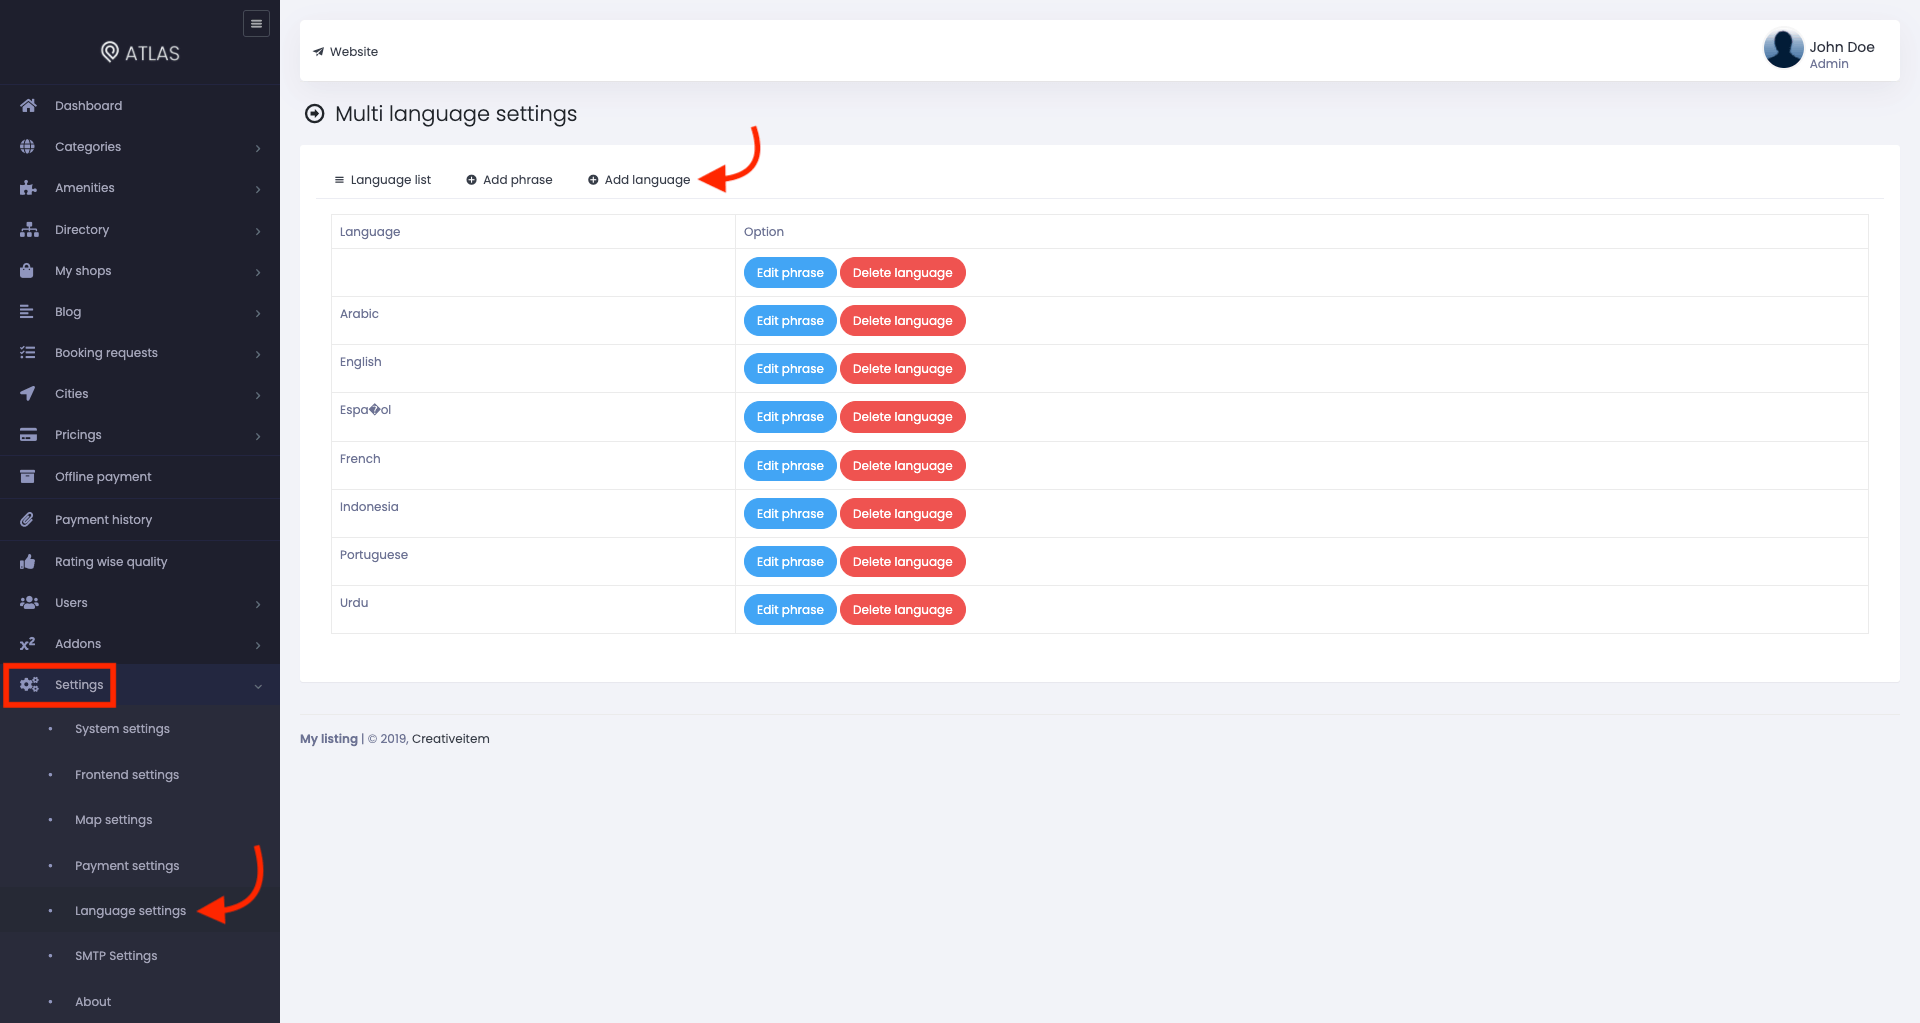 ATLAS
Dashboard
Categories
Amenities
Directory
My shops
Blog
Booking requests
Cities
Pricings
Offline payment
Payment history
Rating wise quality
Users
Addons
Settings
System settings
Frontend settings
Map settings
Payment settings
Language settings
SMTP Settings
About
Website
John Doe
Admin
Multi language settings
Language list Add phrase Add language
Language Option
Edit phrase Delete language
Arabic Edit phrase Delete language
English Edit phrase Delete language
Espa�ol Edit phrase Delete language
French Edit phrase Delete language
Indonesia Edit phrase Delete language
Portuguese Edit phrase Delete language
Urdu Edit phrase Delete language
My listing | © 2019, Creativeitem